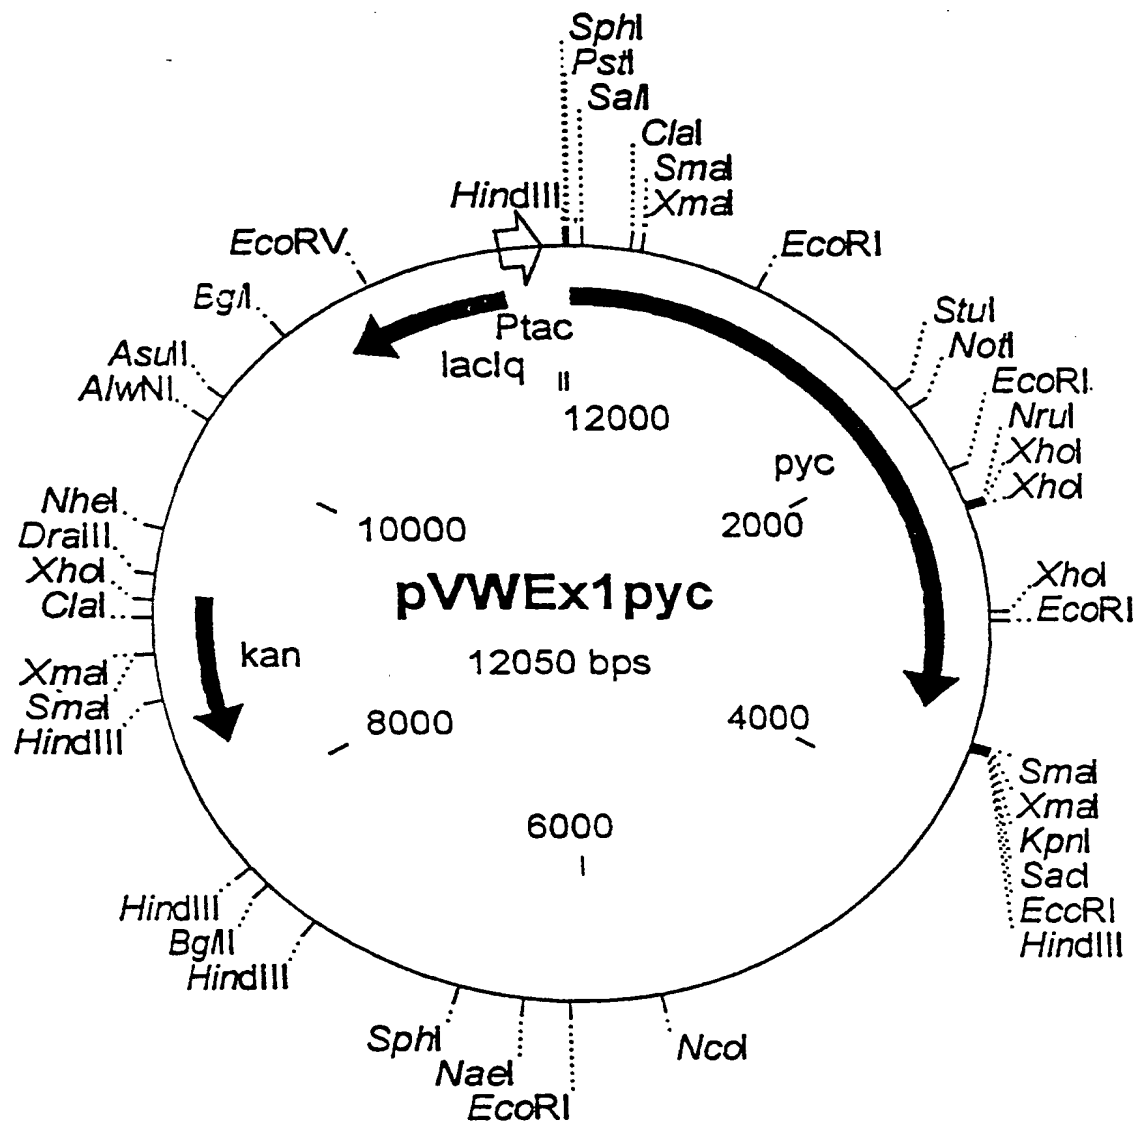 SphI
PstI
SalI
ClaI
SmaI
XmaI
HindIII
EcoRV
EcoRI
BglI
StuI
NotI
AsuII
AlwNI
Ptac
lacIq
12000
EcoRI
NruI
XhoI
XhoI
pyc
NheI
DraIII
XhoI
ClaI
10000
2000
pVWEx1pyc
12050 bps
XhoI
EcoRI
kan
XmaI
SmaI
HindIII
8000
4000
6000
SmaI
XmaI
KpnI
SacI
EccRI
HindIII
HindIII
BglII
HindIII
SphI
NaeI
EcoRI
NcoI